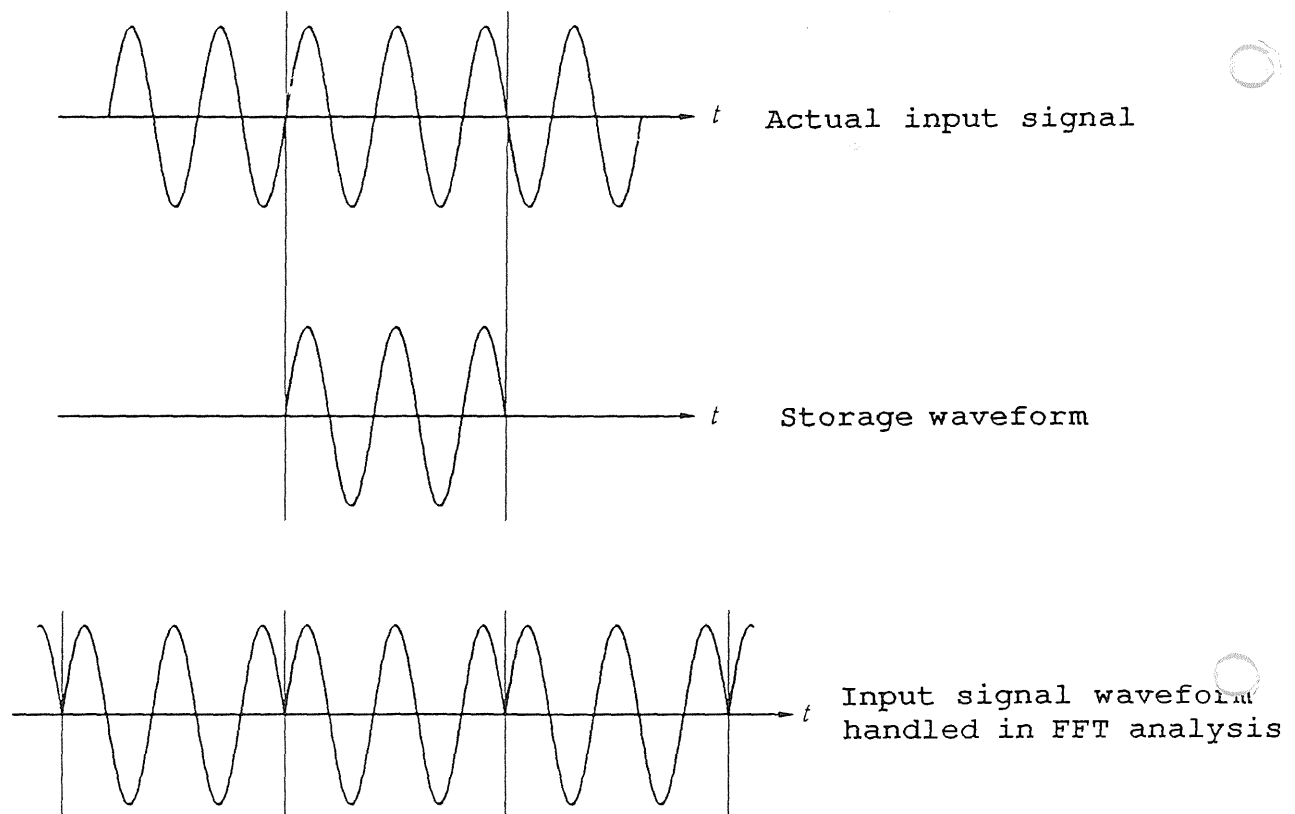 t Actual input signal
t Storage waveform
Input signal waveform
t handled in FFT analysis